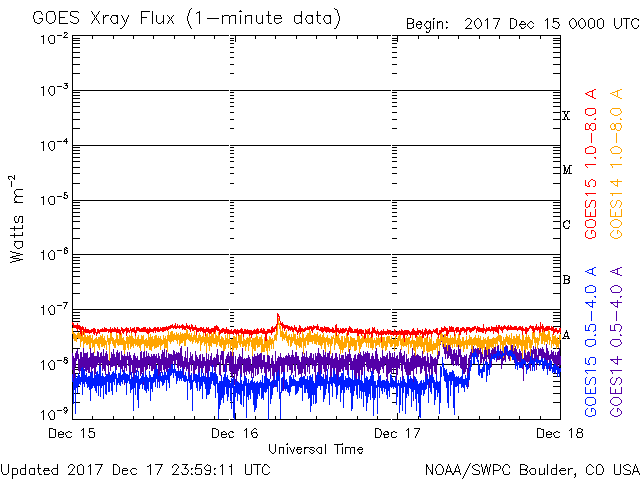 GOES Xray Flux (1-minute data)
Begin: 2017 Dec 15 0000 UTC
10⁻²
10⁻³
10⁻⁴
10⁻⁵
10⁻⁶
10⁻⁷
10⁻⁸
10⁻⁹
Watts m⁻²
X
M
C
B
A
GOES15 1.0-8.0 A
GOES14 1.0-8.0 A
GOES15 0.5-4.0 A
GOES14 0.5-4.0 A
Dec 15
Dec 16
Dec 17
Dec 18
Universal Time
Updated 2017 Dec 17 23:59:11 UTC
NOAA/SWPC Boulder, CO USA